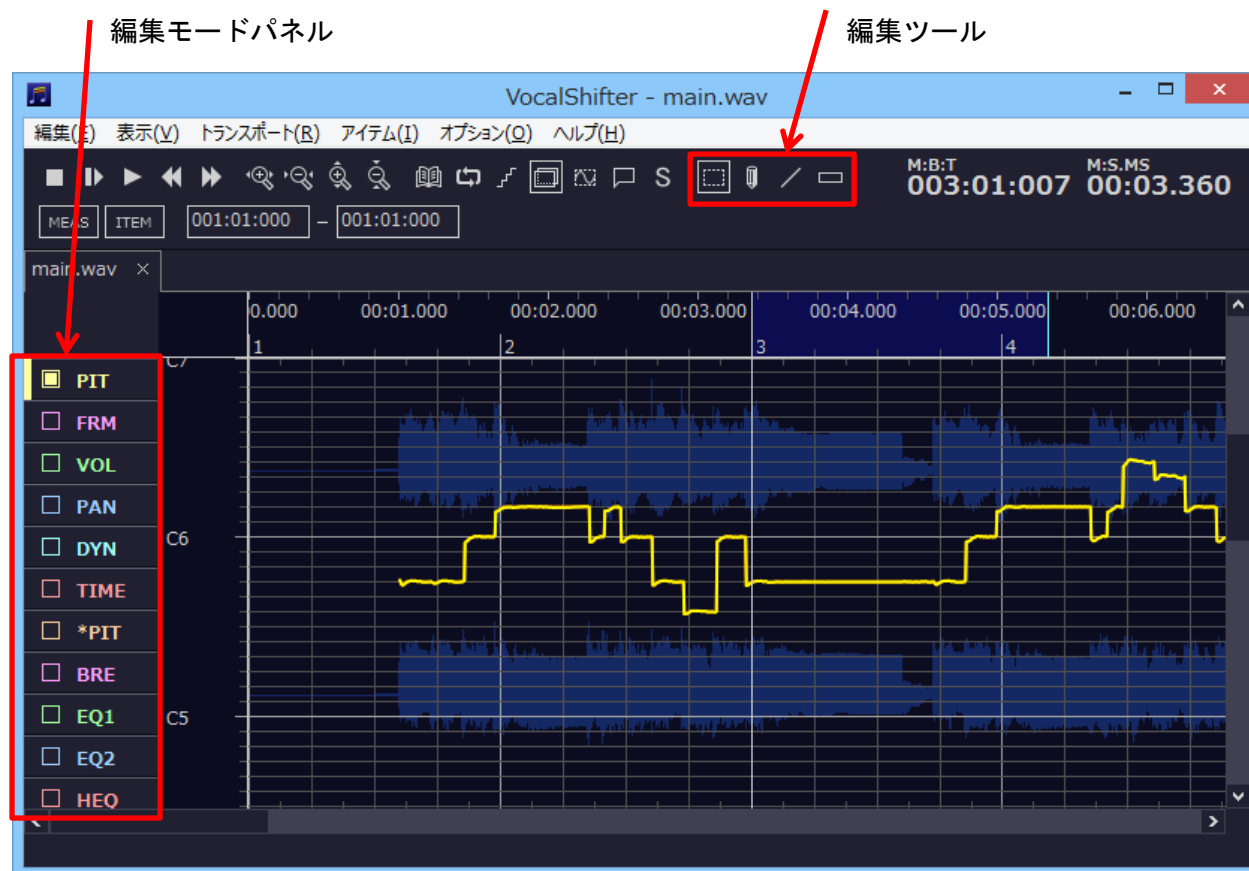 編集モードパネル
編集ツール
VocalShifter - main.wav
編集(E) 表示(V) トランスポート(R) アイテム(I) オプション(O) ヘルプ(H)
S
M:B:T M:S.MS
003:01:007 00:03.360
MEAS ITEM 001:01:000 – 001:01:000
main.wav ×
0.000 00:01.000 00:02.000 00:03.000 00:04.000 00:05.000 00:06.000
1 2 3 4
C7
PIT
FRM
VOL
PAN
C6
DYN
TIME
*PIT
BRE
EQ1
C5
EQ2
HEQ